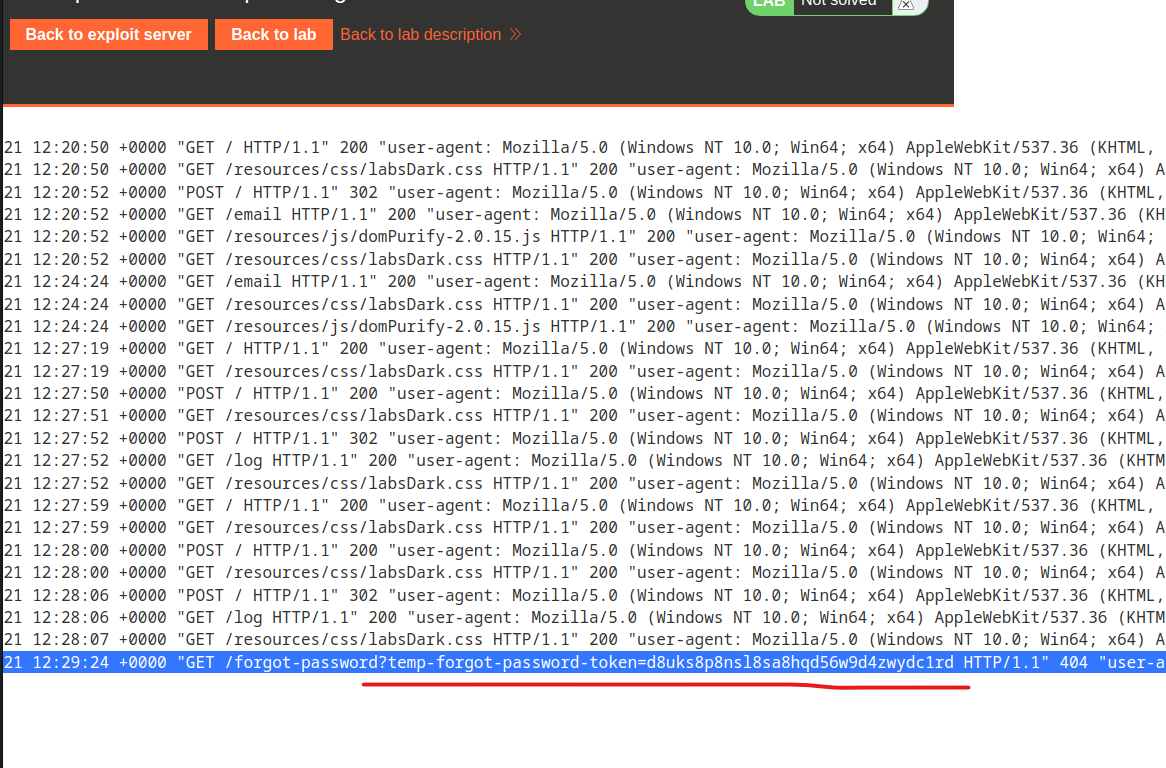 LAB Not solved
Back to exploit server Back to lab Back to lab description
21 12:20:50 +0000 "GET / HTTP/1.1" 200 "user-agent: Mozilla/5.0 (Windows NT 10.0; Win64; x64) AppleWebKit/537.36 (KHTML,
21 12:20:50 +0000 "GET /resources/css/labsDark.css HTTP/1.1" 200 "user-agent: Mozilla/5.0 (Windows NT 10.0; Win64; x64) A
21 12:20:52 +0000 "POST / HTTP/1.1" 302 "user-agent: Mozilla/5.0 (Windows NT 10.0; Win64; x64) AppleWebKit/537.36 (KHTML,
21 12:20:52 +0000 "GET /email HTTP/1.1" 200 "user-agent: Mozilla/5.0 (Windows NT 10.0; Win64; x64) AppleWebKit/537.36 (KH
21 12:20:52 +0000 "GET /resources/js/domPurify-2.0.15.js HTTP/1.1" 200 "user-agent: Mozilla/5.0 (Windows NT 10.0; Win64;
21 12:20:52 +0000 "GET /resources/css/labsDark.css HTTP/1.1" 200 "user-agent: Mozilla/5.0 (Windows NT 10.0; Win64; x64) A
21 12:24:24 +0000 "GET /email HTTP/1.1" 200 "user-agent: Mozilla/5.0 (Windows NT 10.0; Win64; x64) AppleWebKit/537.36 (KH
21 12:24:24 +0000 "GET /resources/css/labsDark.css HTTP/1.1" 200 "user-agent: Mozilla/5.0 (Windows NT 10.0; Win64; x64) A
21 12:24:24 +0000 "GET /resources/js/domPurify-2.0.15.js HTTP/1.1" 200 "user-agent: Mozilla/5.0 (Windows NT 10.0; Win64;
21 12:27:19 +0000 "GET / HTTP/1.1" 200 "user-agent: Mozilla/5.0 (Windows NT 10.0; Win64; x64) AppleWebKit/537.36 (KHTML,
21 12:27:19 +0000 "GET /resources/css/labsDark.css HTTP/1.1" 200 "user-agent: Mozilla/5.0 (Windows NT 10.0; Win64; x64) A
21 12:27:50 +0000 "POST / HTTP/1.1" 200 "user-agent: Mozilla/5.0 (Windows NT 10.0; Win64; x64) AppleWebKit/537.36 (KHTML,
21 12:27:51 +0000 "GET /resources/css/labsDark.css HTTP/1.1" 200 "user-agent: Mozilla/5.0 (Windows NT 10.0; Win64; x64) A
21 12:27:52 +0000 "POST / HTTP/1.1" 302 "user-agent: Mozilla/5.0 (Windows NT 10.0; Win64; x64) AppleWebKit/537.36 (KHTML,
21 12:27:52 +0000 "GET /log HTTP/1.1" 200 "user-agent: Mozilla/5.0 (Windows NT 10.0; Win64; x64) AppleWebKit/537.36 (KHTM
21 12:27:52 +0000 "GET /resources/css/labsDark.css HTTP/1.1" 200 "user-agent: Mozilla/5.0 (Windows NT 10.0; Win64; x64) A
21 12:27:59 +0000 "GET / HTTP/1.1" 200 "user-agent: Mozilla/5.0 (Windows NT 10.0; Win64; x64) AppleWebKit/537.36 (KHTML,
21 12:27:59 +0000 "GET /resources/css/labsDark.css HTTP/1.1" 200 "user-agent: Mozilla/5.0 (Windows NT 10.0; Win64; x64) A
21 12:28:00 +0000 "POST / HTTP/1.1" 200 "user-agent: Mozilla/5.0 (Windows NT 10.0; Win64; x64) AppleWebKit/537.36 (KHTML,
21 12:28:00 +0000 "GET /resources/css/labsDark.css HTTP/1.1" 200 "user-agent: Mozilla/5.0 (Windows NT 10.0; Win64; x64) A
21 12:28:06 +0000 "POST / HTTP/1.1" 302 "user-agent: Mozilla/5.0 (Windows NT 10.0; Win64; x64) AppleWebKit/537.36 (KHTML,
21 12:28:06 +0000 "GET /log HTTP/1.1" 200 "user-agent: Mozilla/5.0 (Windows NT 10.0; Win64; x64) AppleWebKit/537.36 (KHTM
21 12:28:07 +0000 "GET /resources/css/labsDark.css HTTP/1.1" 200 "user-agent: Mozilla/5.0 (Windows NT 10.0; Win64; x64) A
21 12:29:24 +0000 "GET /forgot-password?temp-forgot-password-token=d8uks8p8nsl8sa8hqd56w9d4zwydc1rd HTTP/1.1" 404 "user-a